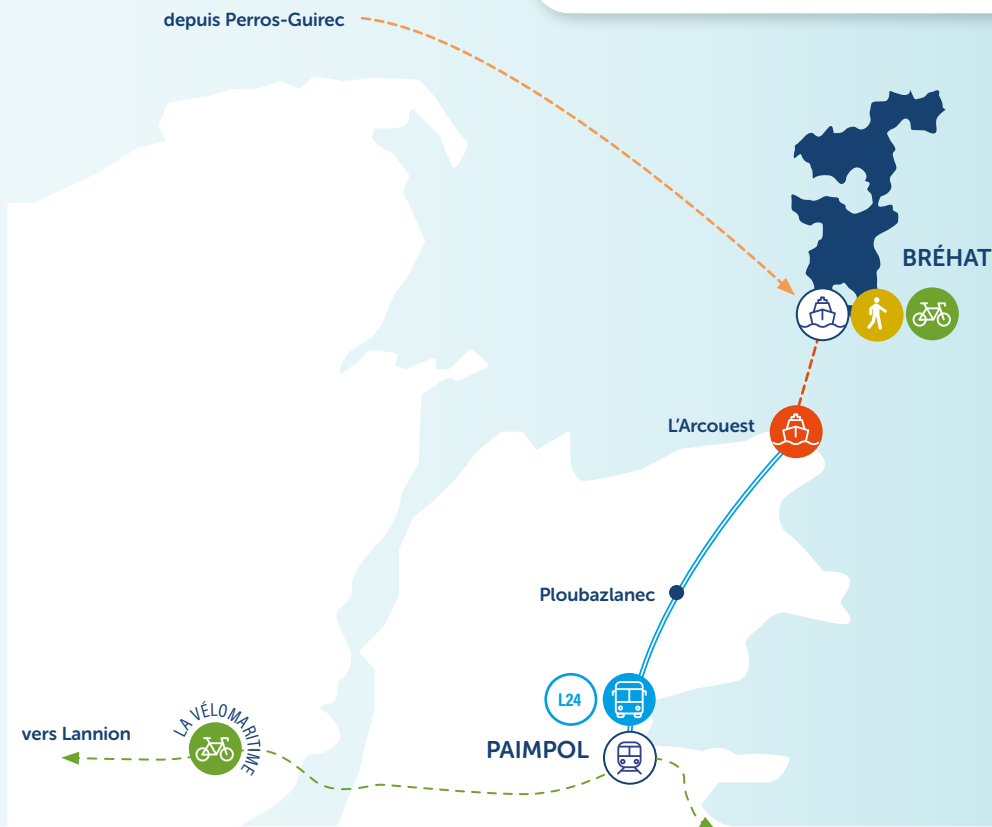 depuis Perros-Guirec
BRÉHAT
L'Arcouest
Ploubazlanec
L24
LA VÉLOMARITIME
vers Lannion
PAIMPOL